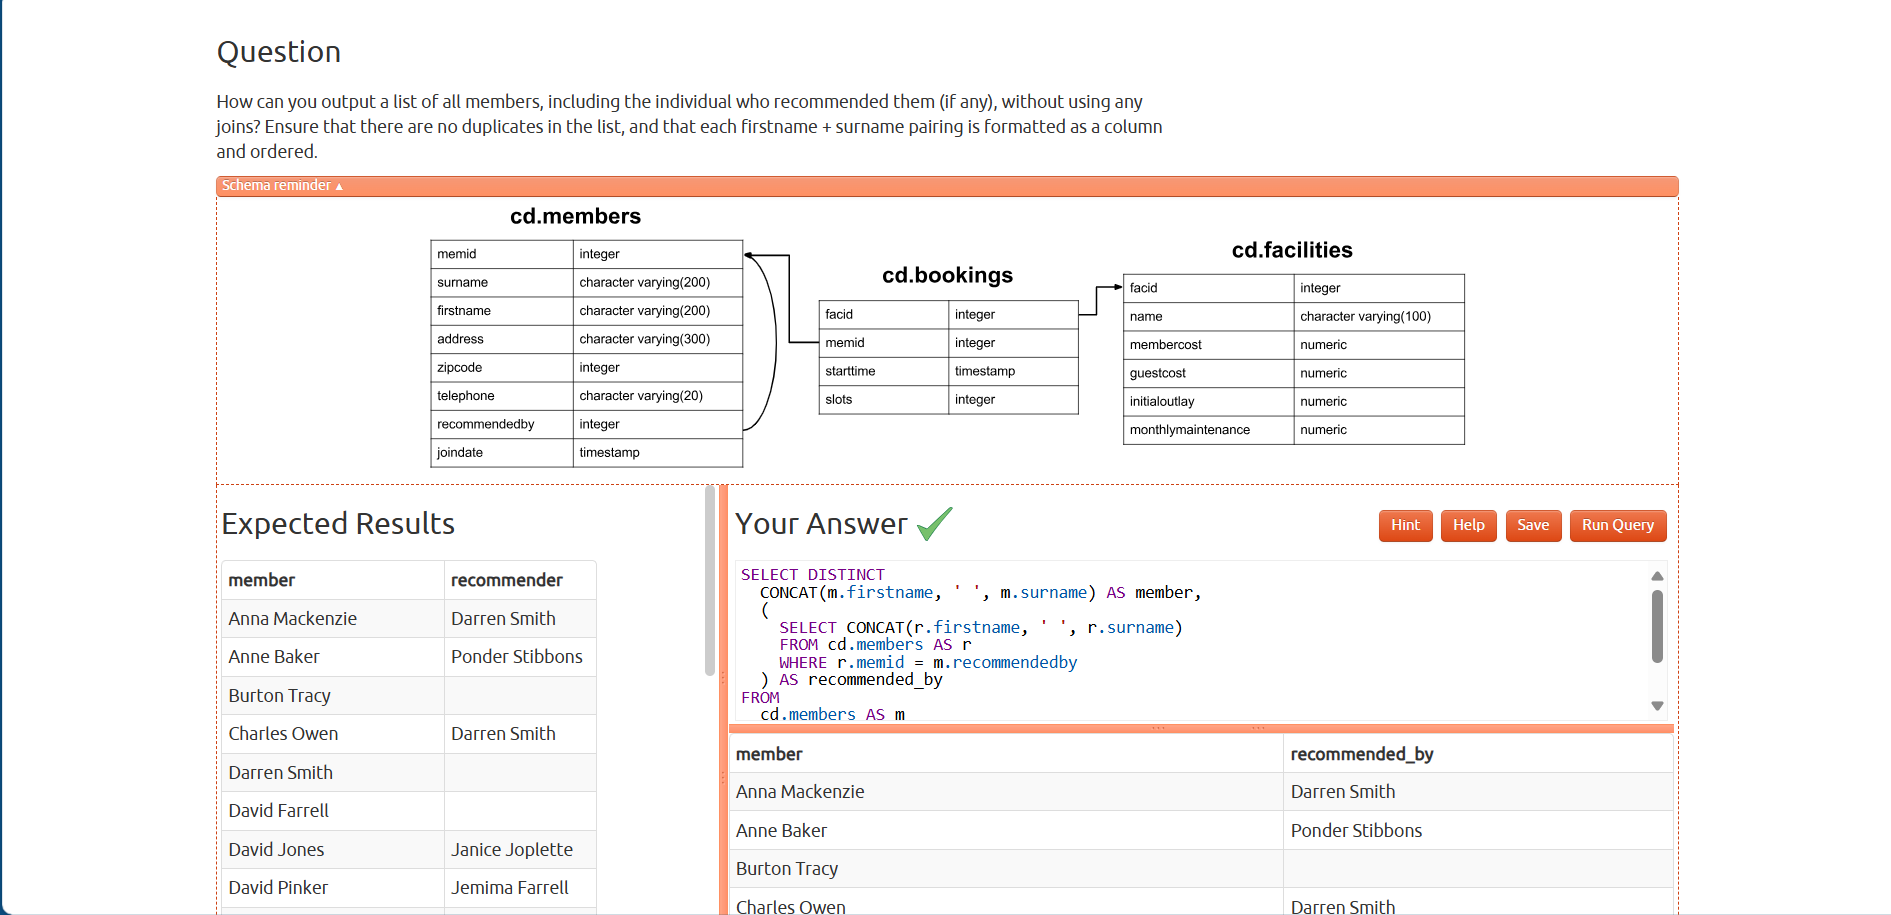 Question
How can you output a list of all members, including the individual who recommended them (if any), without using any
joins? Ensure that there are no duplicates in the list, and that each firstname + surname pairing is formatted as a column
and ordered.
Schema reminder ▲
cd.members
memid integer
surname character varying(200)
firstname character varying(200)
address character varying(300)
zipcode integer
telephone character varying(20)
recommendedby integer
joindate timestamp
cd.bookings
facid integer
memid integer
starttime timestamp
slots integer
cd.facilities
facid integer
name character varying(100)
membercost numeric
guestcost numeric
initialoutlay numeric
monthlymaintenance numeric
Expected Results
member recommender
Anna Mackenzie Darren Smith
Anne Baker Ponder Stibbons
Burton Tracy
Charles Owen Darren Smith
Darren Smith
David Farrell
David Jones Janice Joplette
David Pinker Jemima Farrell
Your Answer
Hint Help Save Run Query
SELECT DISTINCT
  CONCAT(m.firstname, ' ', m.surname) AS member,
  (
    SELECT CONCAT(r.firstname, ' ', r.surname)
    FROM cd.members AS r
    WHERE r.memid = m.recommendedby
  ) AS recommended_by
FROM
  cd.members AS m
member recommended_by
Anna Mackenzie Darren Smith
Anne Baker Ponder Stibbons
Burton Tracy
Charles Owen Darren Smith